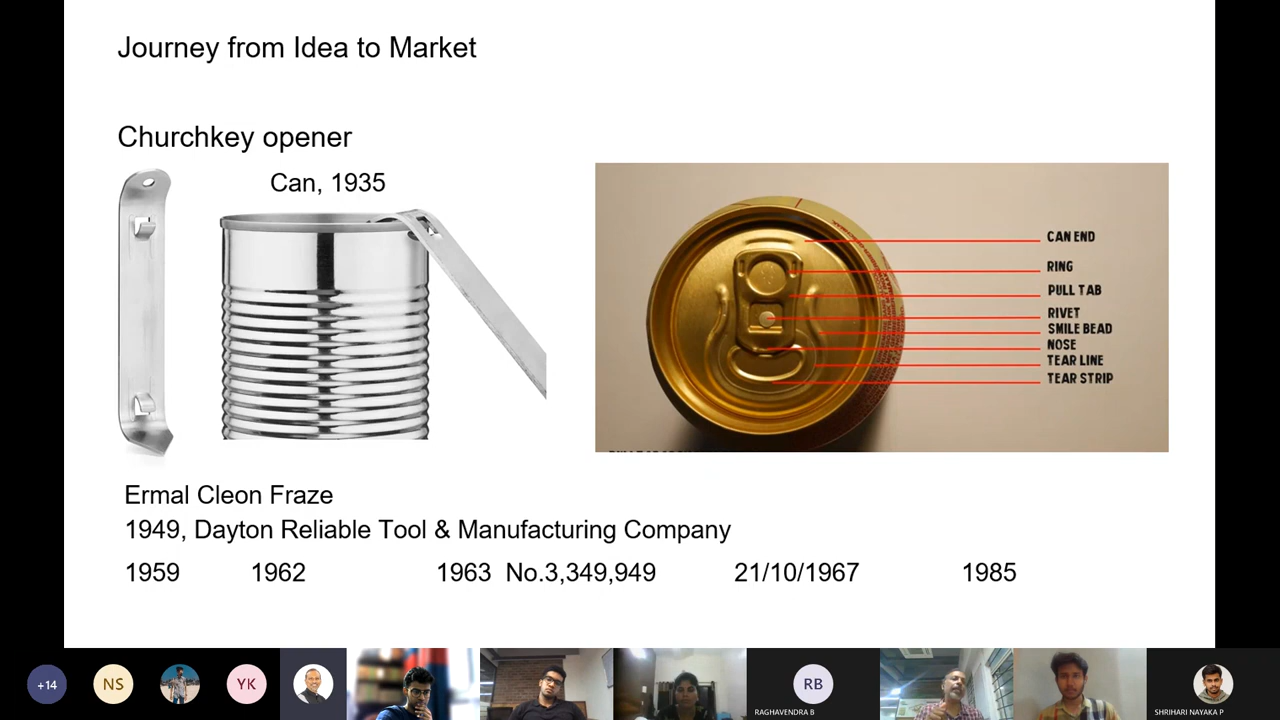 Journey from Idea to Market
Churchkey opener
Can, 1935
CAN END
RING
PULL TAB
RIVET
SMILE BEAD
NOSE
TEAR LINE
TEAR STRIP
Ermal Cleon Fraze
1949, Dayton Reliable Tool & Manufacturing Company
1959 1962 1963 No.3,349,949 21/10/1967 1985
+14 NS YK RB
RAGHAVENDRA B SHRIHARI NAYAKA P